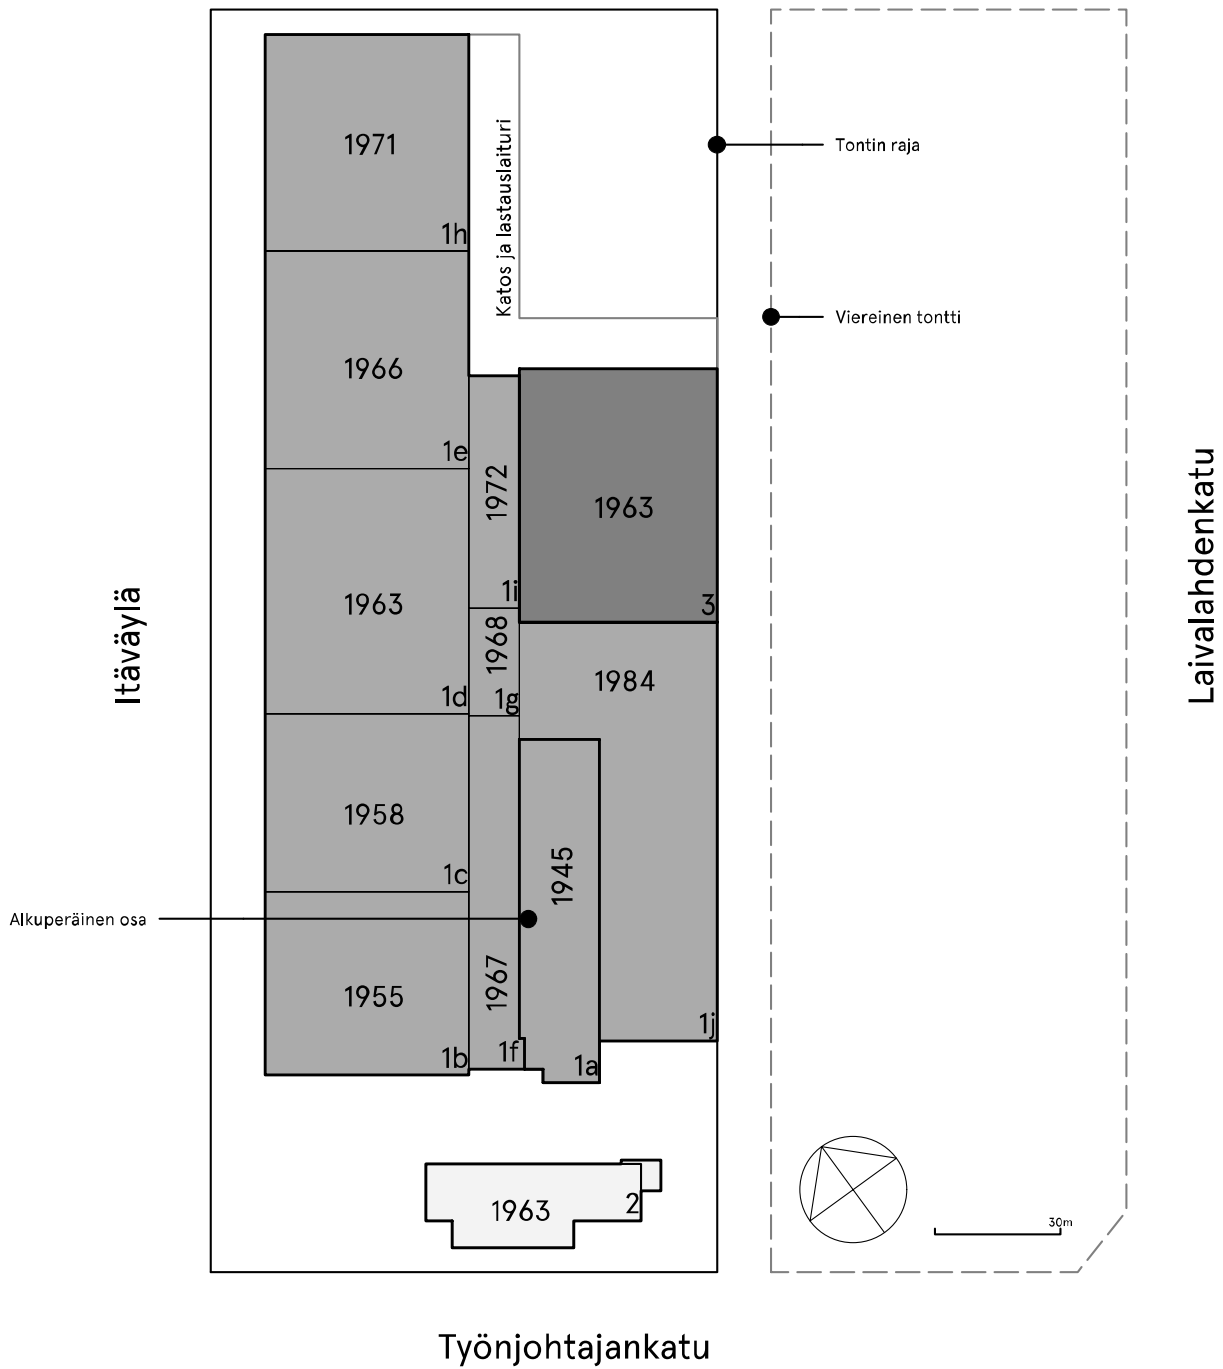 1971
1h
Katos ja lastauslaituri
Tontin raja
Viereinen tontti
1966
1e
1972
1i
1963
3
Itäväylä
1963
1d
1968
1g
1984
Laivalahdenkatu
1958
1c
1945
Alkuperäinen osa
1955
1b
1967
1f
1a
1j
1963
2
30m
Työnjohtajankatu